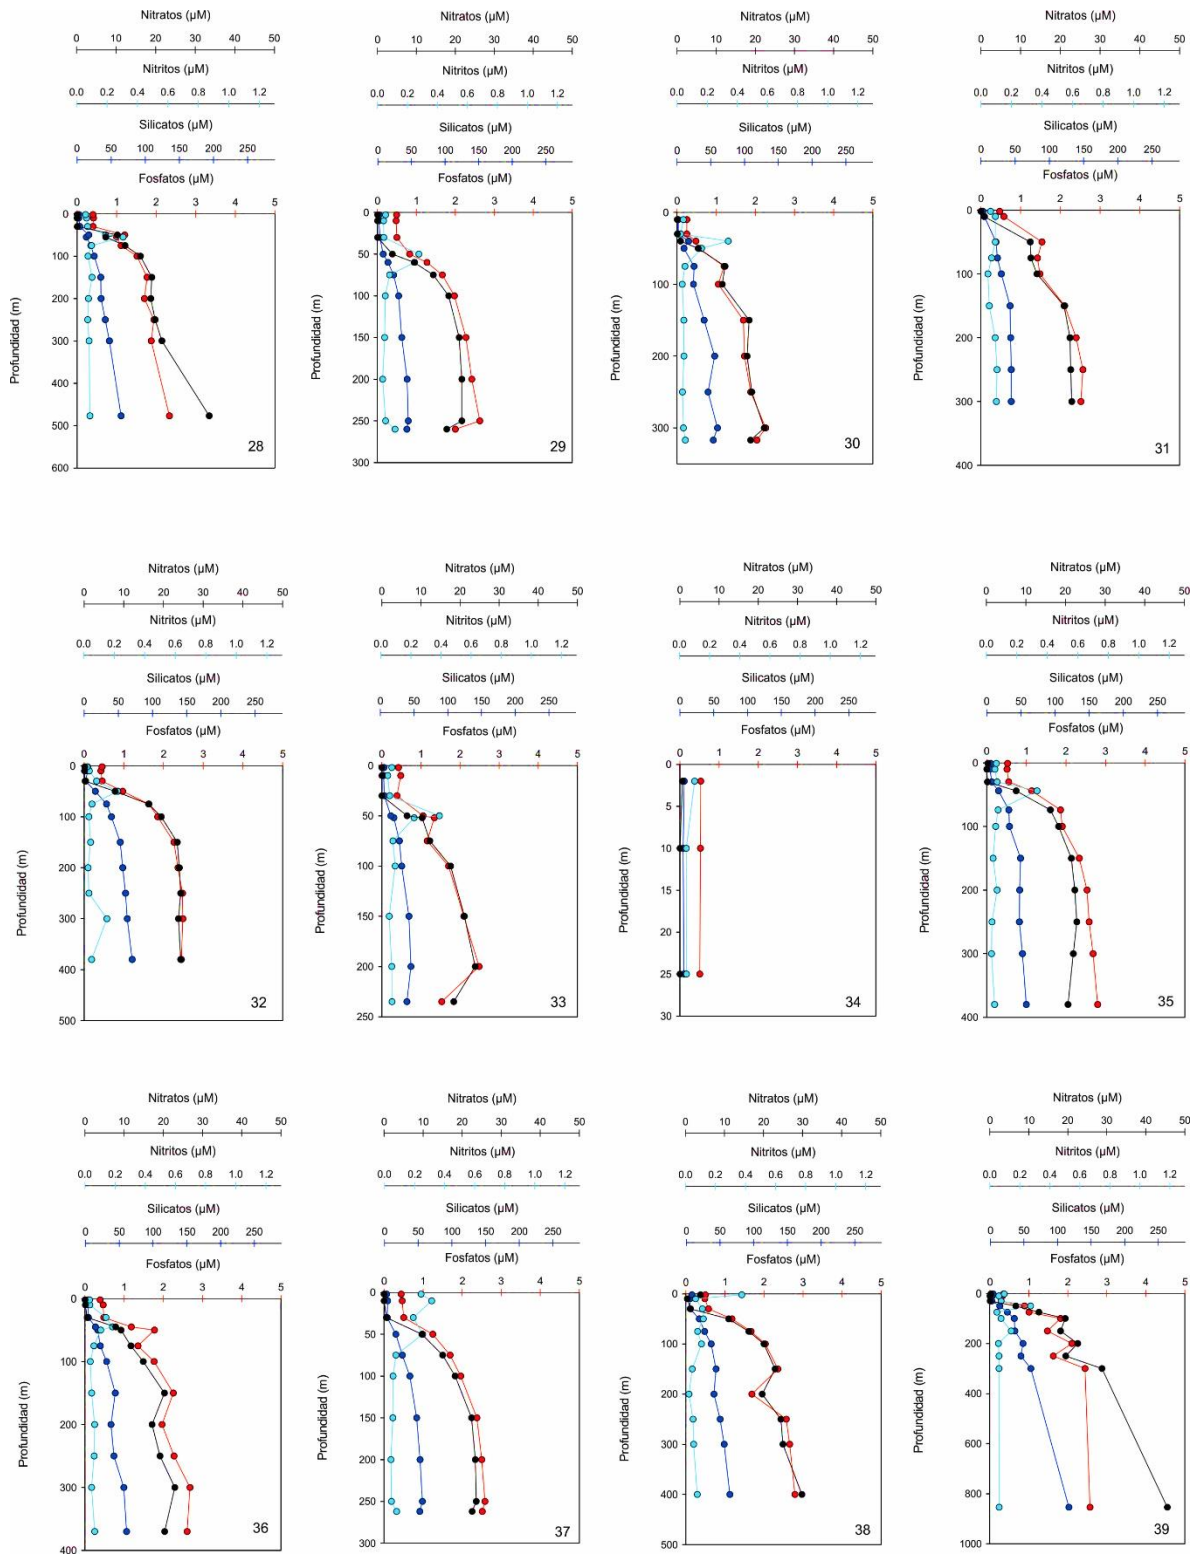 Nitratos (µM)
0 10 20 30 40 50
Nitritos (µM)
0.0 0.2 0.4 0.6 0.8 1.0 1.2
Silicatos (µM)
0 50 100 150 200 250
Fosfatos (µM)
0 1 2 3 4 5
Profundidad (m)
0
100
200
300
400
500
600
28
Nitratos (µM)
0 10 20 30 40 50
Nitritos (µM)
0.0 0.2 0.4 0.6 0.8 1.0 1.2
Silicatos (µM)
0 50 100 150 200 250
Fosfatos (µM)
0 1 2 3 4 5
Profundidad (m)
0
50
100
150
200
250
300
29
Nitratos (µM)
0 10 20 30 40 50
Nitritos (µM)
0.0 0.2 0.4 0.6 0.8 1.0 1.2
Silicatos (µM)
0 50 100 150 200 250
Fosfatos (µM)
0 1 2 3 4 5
Profundidad (m)
0
100
200
300
30
Nitratos (µM)
0 10 20 30 40 50
Nitritos (µM)
0.0 0.2 0.4 0.6 0.8 1.0 1.2
Silicatos (µM)
0 50 100 150 200 250
Fosfatos (µM)
0 1 2 3 4 5
Profundidad (m)
0
100
200
300
400
31
Nitratos (µM)
0 10 20 30 40 50
Nitritos (µM)
0.0 0.2 0.4 0.6 0.8 1.0 1.2
Silicatos (µM)
0 50 100 150 200 250
Fosfatos (µM)
0 1 2 3 4 5
Profundidad (m)
0
100
200
300
400
500
32
Nitratos (µM)
0 10 20 30 40 50
Nitritos (µM)
0.0 0.2 0.4 0.6 0.8 1.0 1.2
Silicatos (µM)
0 50 100 150 200 250
Fosfatos (µM)
0 1 2 3 4 5
Profundidad (m)
0
50
100
150
200
250
33
Nitratos (µM)
0 10 20 30 40 50
Nitritos (µM)
0.0 0.2 0.4 0.6 0.8 1.0 1.2
Silicatos (µM)
0 50 100 150 200 250
Fosfatos (µM)
0 1 2 3 4 5
Profundidad (m)
0
5
10
15
20
25
30
34
Nitratos (µM)
0 10 20 30 40 50
Nitritos (µM)
0.0 0.2 0.4 0.6 0.8 1.0 1.2
Silicatos (µM)
0 50 100 150 200 250
Fosfatos (µM)
0 1 2 3 4 5
Profundidad (m)
0
100
200
300
400
35
Nitratos (µM)
0 10 20 30 40 50
Nitritos (µM)
0.0 0.2 0.4 0.6 0.8 1.0 1.2
Silicatos (µM)
0 50 100 150 200 250
Fosfatos (µM)
0 1 2 3 4 5
Profundidad (m)
0
100
200
300
400
36
Nitratos (µM)
0 10 20 30 40 50
Nitritos (µM)
0.0 0.2 0.4 0.6 0.8 1.0 1.2
Silicatos (µM)
0 50 100 150 200 250
Fosfatos (µM)
0 1 2 3 4 5
Profundidad (m)
0
50
100
150
200
250
300
37
Nitratos (µM)
0 10 20 30 40 50
Nitritos (µM)
0.0 0.2 0.4 0.6 0.8 1.0 1.2
Silicatos (µM)
0 50 100 150 200 250
Fosfatos (µM)
0 1 2 3 4 5
Profundidad (m)
0
100
200
300
400
500
38
Nitratos (µM)
0 10 20 30 40 50
Nitritos (µM)
0.0 0.2 0.4 0.6 0.8 1.0 1.2
Silicatos (µM)
0 50 100 150 200 250
Fosfatos (µM)
0 1 2 3 4 5
Profundidad (m)
0
200
400
600
800
1000
39